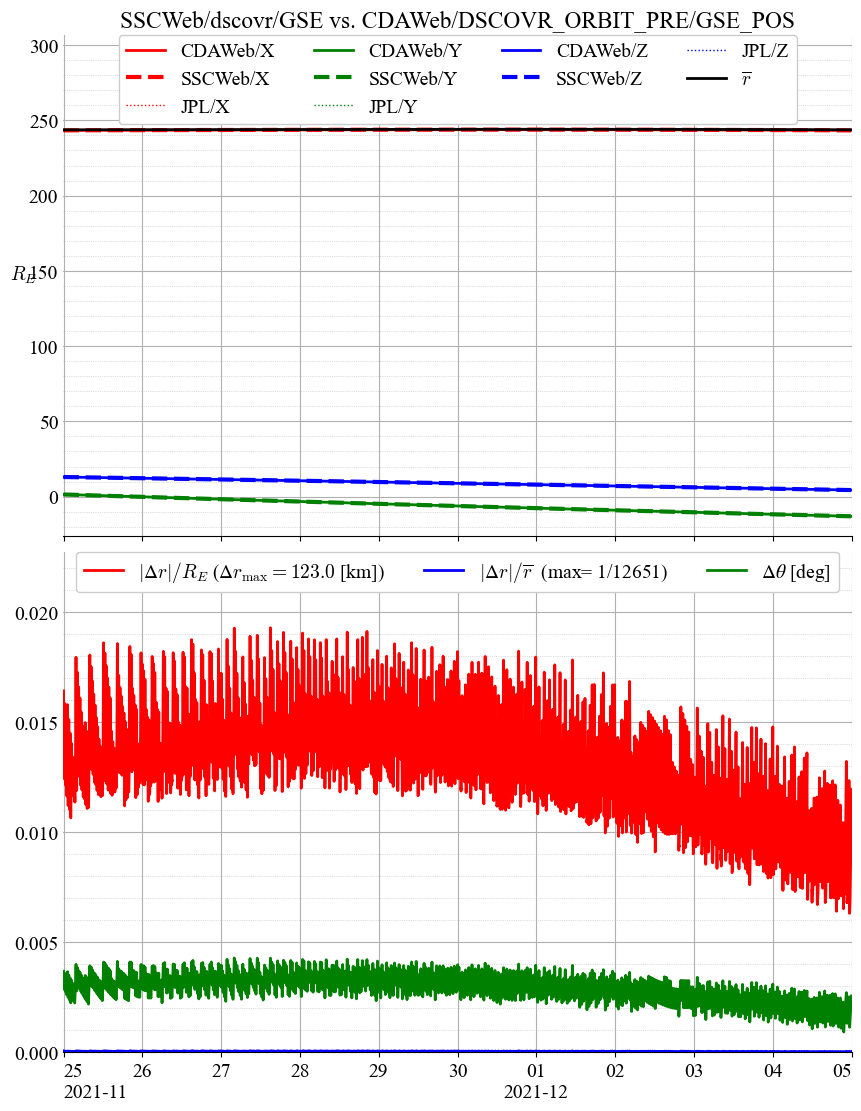 SSCWeb/dscovr/GSE vs. CDAWeb/DSCOVR_ORBIT_PRE/GSE_POS
CDAWeb/X CDAWeb/Y CDAWeb/Z JPL/Z
SSCWeb/X SSCWeb/Y SSCWeb/Z r̅
JPL/X JPL/Y
300
250
200
R_E 150
100
50
0
|Δr|/R_E (Δr_max = 123.0 [km]) |Δr|/r̅ (max= 1/12651) Δθ [deg]
0.020
0.015
0.010
0.005
0.000
25 26 27 28 29 30 01 02 03 04 05
2021-11 2021-12